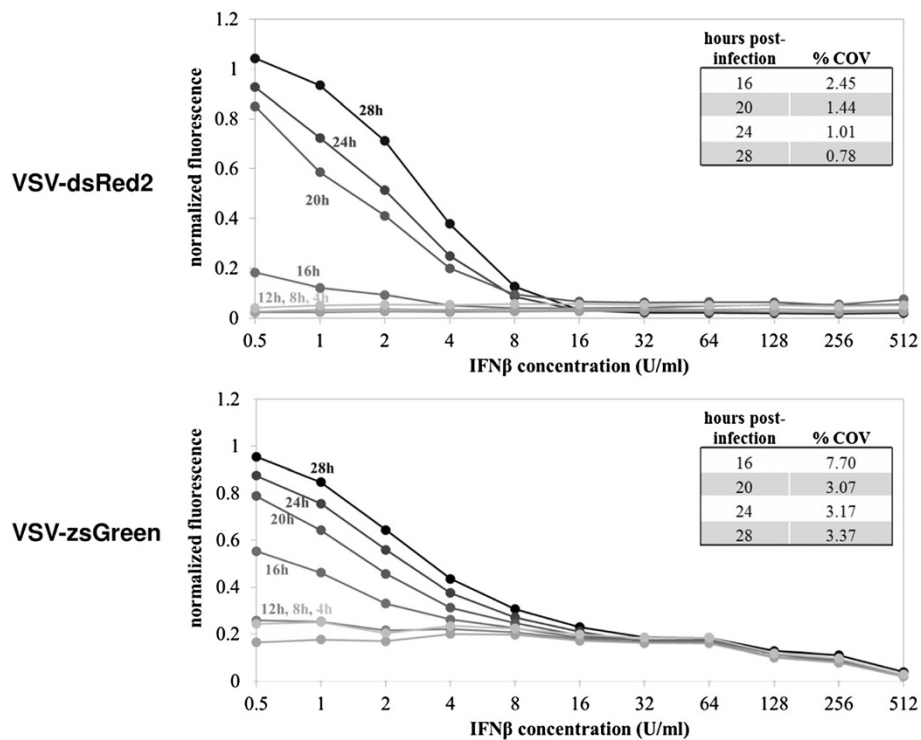 VSV-dsRed2
normalized fluorescence
1.2
1
0.8
0.6
0.4
0.2
0
28h
24h
20h
16h
12h, 8h, 4h
hours post-infection % COV
16 2.45
20 1.44
24 1.01
28 0.78
0.5 1 2 4 8 16 32 64 128 256 512
IFNβ concentration (U/ml)
VSV-zsGreen
normalized fluorescence
1.2
1
0.8
0.6
0.4
0.2
0
28h
24h
20h
16h
12h, 8h, 4h
hours post-infection % COV
16 7.70
20 3.07
24 3.17
28 3.37
0.5 1 2 4 8 16 32 64 128 256 512
IFNβ concentration (U/ml)